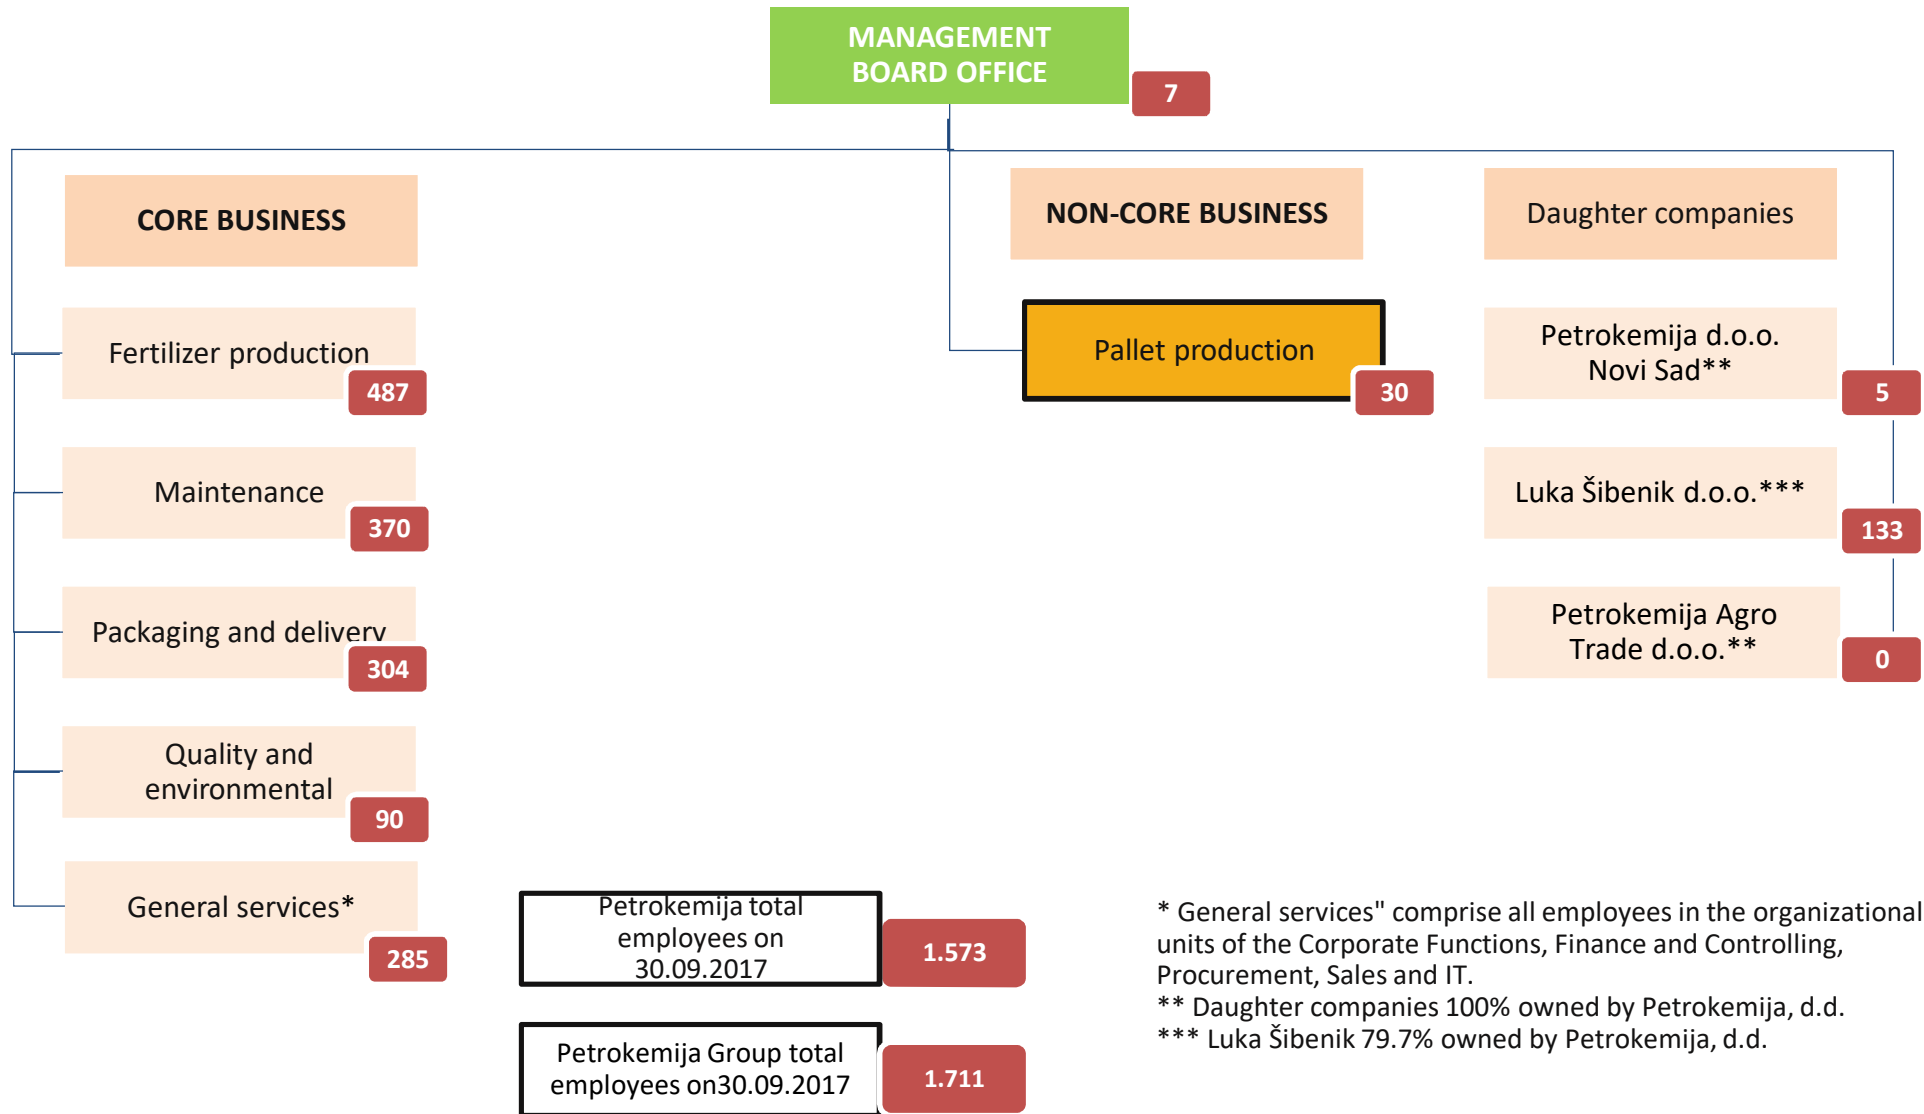 MANAGEMENT
BOARD OFFICE
7
CORE BUSINESS
NON-CORE BUSINESS
Daughter companies
Fertilizer production
487
Pallet production
30
Petrokemija d.o.o.
Novi Sad**
5
Maintenance
370
Luka Šibenik d.o.o.***
133
Packaging and delivery
304
Petrokemija Agro
Trade d.o.o.**
0
Quality and
environmental
90
General services*
285
Petrokemija total
employees on
30.09.2017
1.573
Petrokemija Group total
employees on30.09.2017
1.711
* General services" comprise all employees in the organizational
units of the Corporate Functions, Finance and Controlling,
Procurement, Sales and IT.
** Daughter companies 100% owned by Petrokemija, d.d.
*** Luka Šibenik 79.7% owned by Petrokemija, d.d.